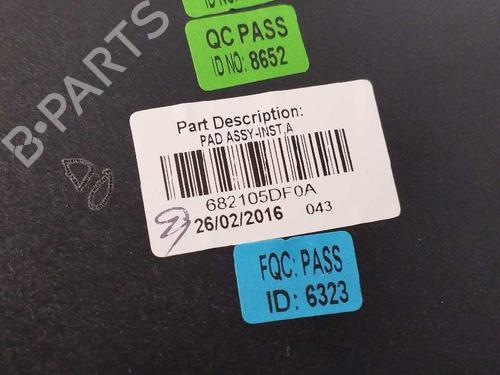 ID NO:
QC PASS
ID NO: 8652
Part Description:
PAD ASSY-INST,A
682105DF0A
26/02/2016 043
FQC: PASS
ID: 6323
B-PARTS